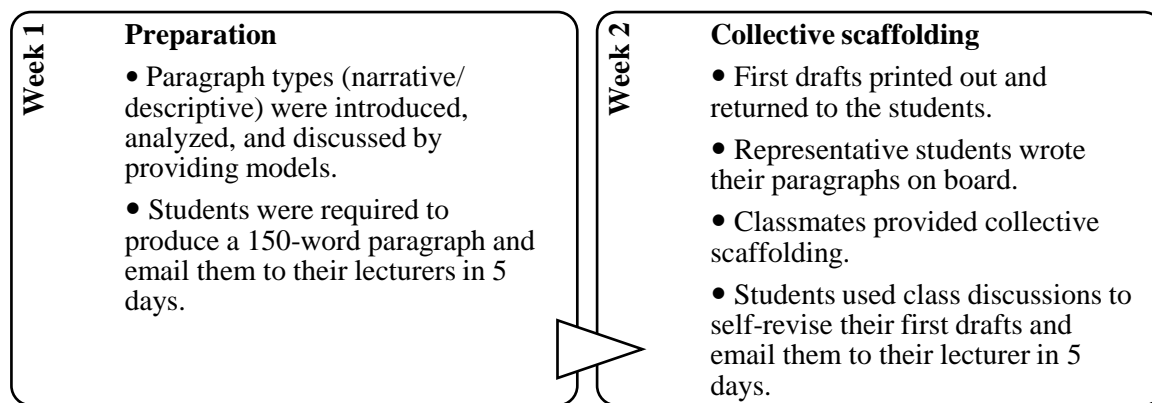 Week 1
Preparation
• Paragraph types (narrative/
descriptive) were introduced,
analyzed, and discussed by
providing models.
• Students were required to
produce a 150-word paragraph and
email them to their lecturers in 5
days.
Week 2
Collective scaffolding
• First drafts printed out and
returned to the students.
• Representative students wrote
their paragraphs on board.
• Classmates provided collective
scaffolding.
• Students used class discussions to
self-revise their first drafts and
email them to their lecturer in 5
days.